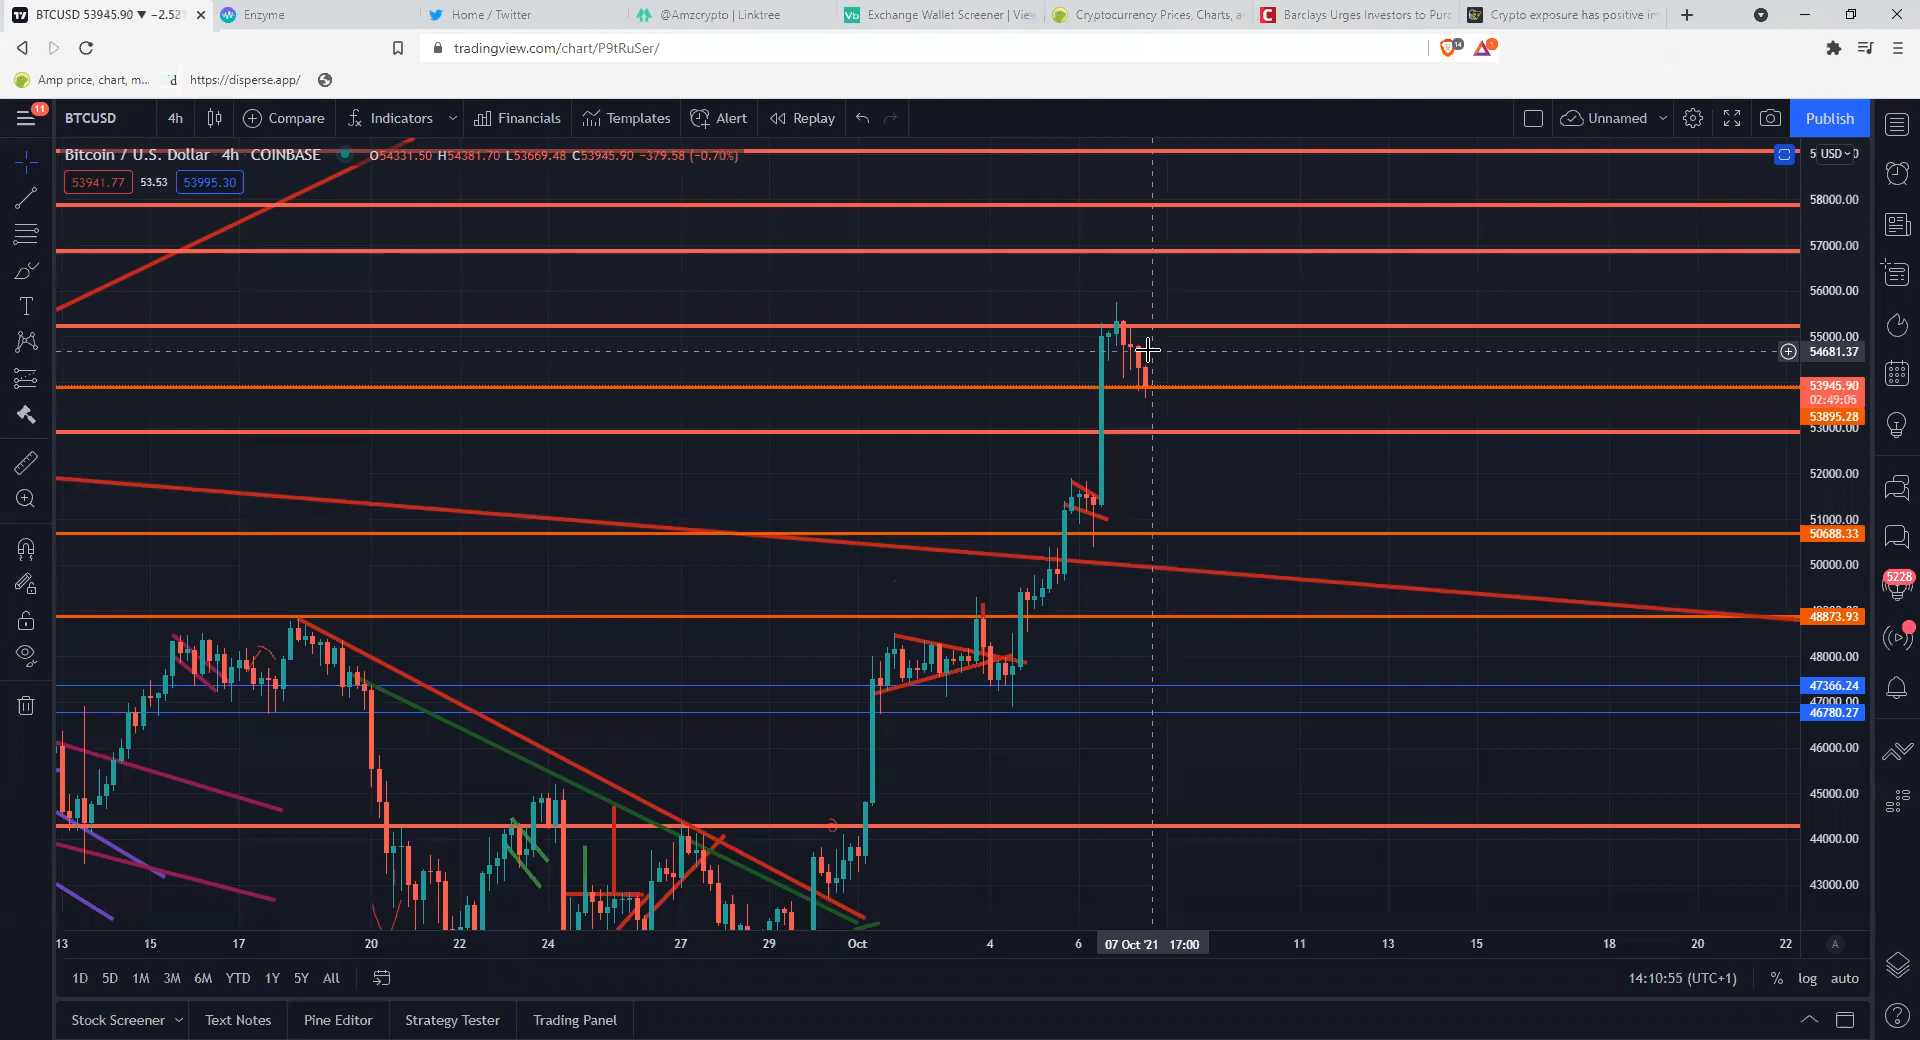 BTCUSD 53945.90 ▼ −2.52
Enzyme
Home / Twitter
@Amzcrypto | Linktree
Exchange Wallet Screener | Vie
Cryptocurrency Prices, Charts, a
Barclays Urges Investors to Purc
Crypto exposure has positive im
tradingview.com/chart/P9tRuSer/
14
1
Amp price, chart, m...
d
https://disperse.app/
11
BTCUSD
4h
Compare
Indicators
Financials
Templates
Alert
Replay
Unnamed
Publish
Bitcoin / U.S. Dollar · 4h · COINBASE
O54331.50 H54381.70 L53669.48 C53945.90 −379.58 (−0.70%)
USD
53941.77 53.53 53995.30
58000.00
57000.00
56000.00
55000.00
54681.37
53945.90
02:49:05
53895.28
53000.00
52000.00
51000.00
50688.33
50000.00
48873.93
48000.00
47366.24
47000.00
46780.27
46000.00
45000.00
44000.00
43000.00
5228
13 15 17 20 22 24 27 29 Oct 4 6 07 Oct '21 17:00 11 13 15 18 20 22
A
1D 5D 1M 3M 6M YTD 1Y 5Y All
14:10:55 (UTC+1) % log auto
Stock Screener
Text Notes
Pine Editor
Strategy Tester
Trading Panel